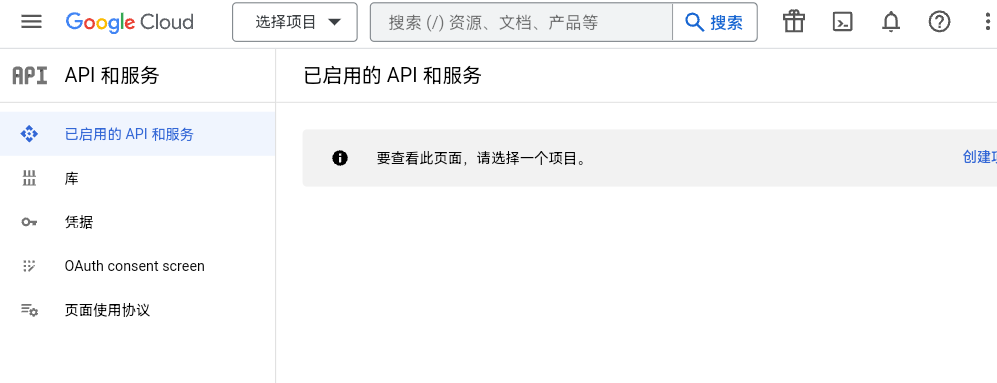 Google Cloud
选择项目
搜索 (/) 资源、文档、产品等
搜索
API
API 和服务
已启用的 API 和服务
已启用的 API 和服务
要查看此页面，请选择一个项目。
创建
库
凭据
OAuth consent screen
页面使用协议